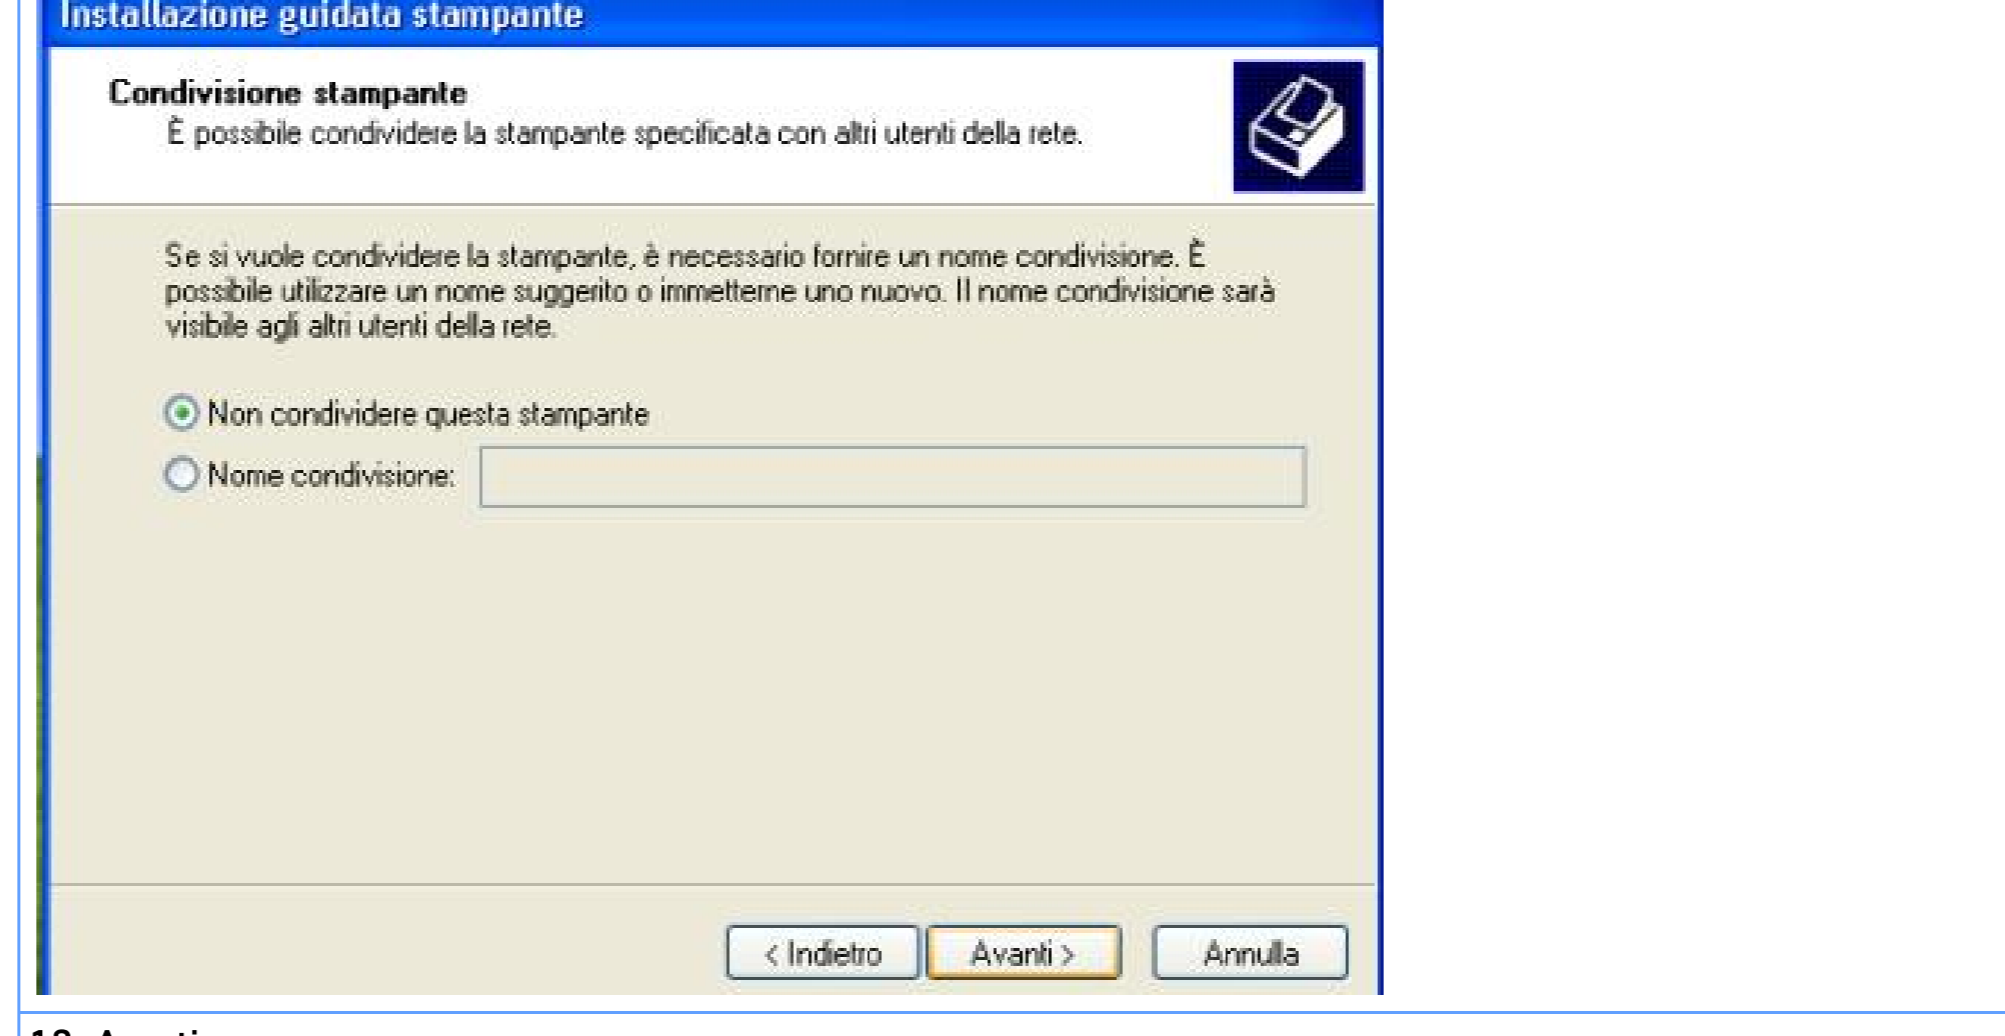 Installazione guidata stampante
Condivisione stampante
È possibile condividere la stampante specificata con altri utenti della rete.
Se si vuole condividere la stampante, è necessario fornire un nome condivisione. È
possibile utilizzare un nome suggerito o immetterne uno nuovo. Il nome condivisione sarà
visibile agli altri utenti della rete.
Non condividere questa stampante
Nome condivisione:
< Indietro Avanti > Annulla